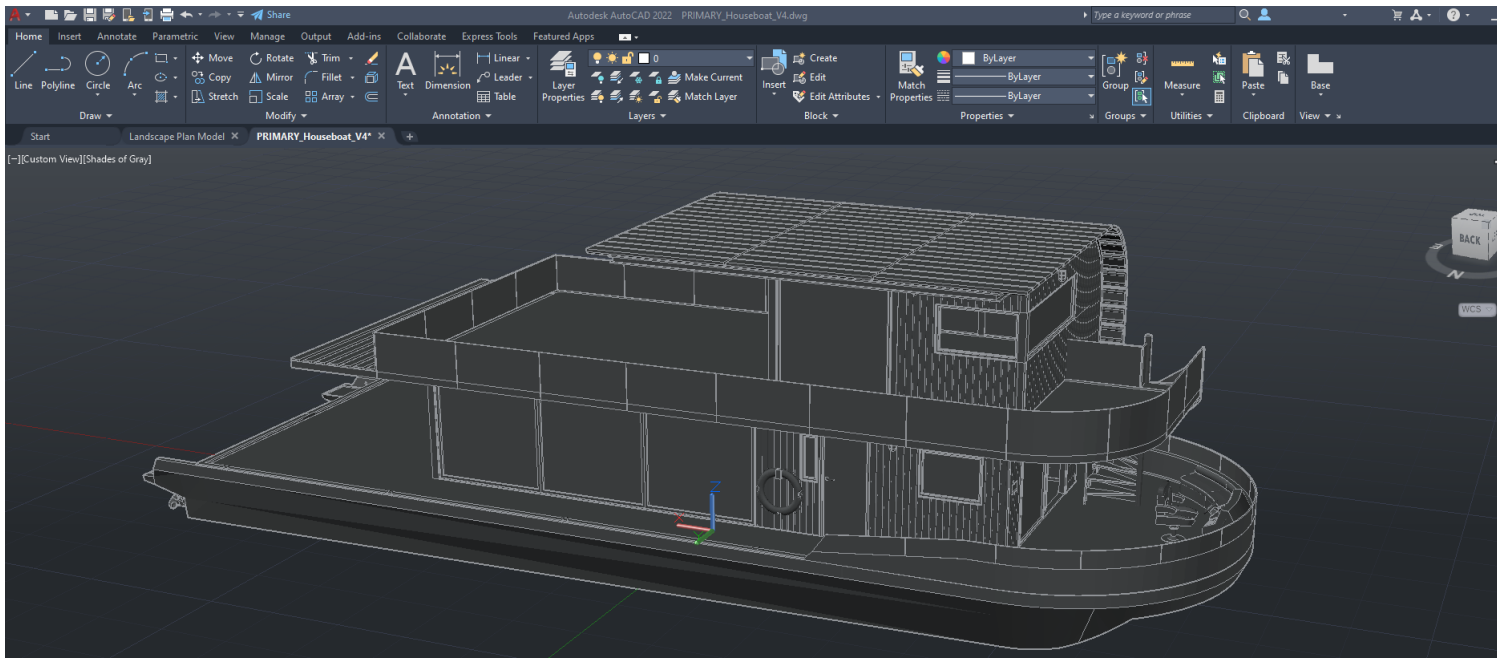 Share
Autodesk AutoCAD 2022 PRIMARY_Houseboat_V4.dwg
Type a keyword or phrase
Home Insert Annotate Parametric View Manage Output Add-ins Collaborate Express Tools Featured Apps
Line Polyline Circle Arc
Move Rotate Trim
Copy Mirror Fillet
Stretch Scale Array
Text Dimension
Linear
Leader
Table
Layer
Properties
0
Make Current
Match Layer
Insert
Create
Edit
Edit Attributes
Match
Properties
ByLayer
ByLayer
ByLayer
Group
Measure
Paste
Base
Draw Modify Annotation Layers Block Properties Groups Utilities Clipboard View
Start Landscape Plan Model PRIMARY_Houseboat_V4*
[−][Custom View][Shades of Gray]
BACK
N
WCS
Z
X